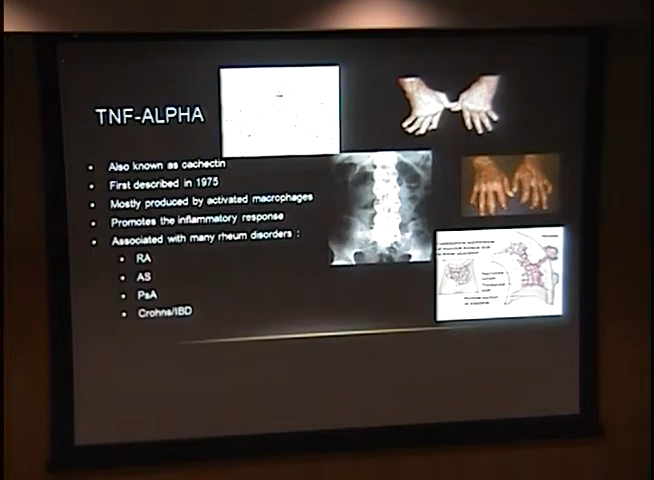 TNF-ALPHA
Also known as cachectin
First described in 1975
Mostly produced by activated macrophages
Promotes the inflammatory response
Associated with many rheum disorders :
RA
AS
PsA
Crohns/IBD